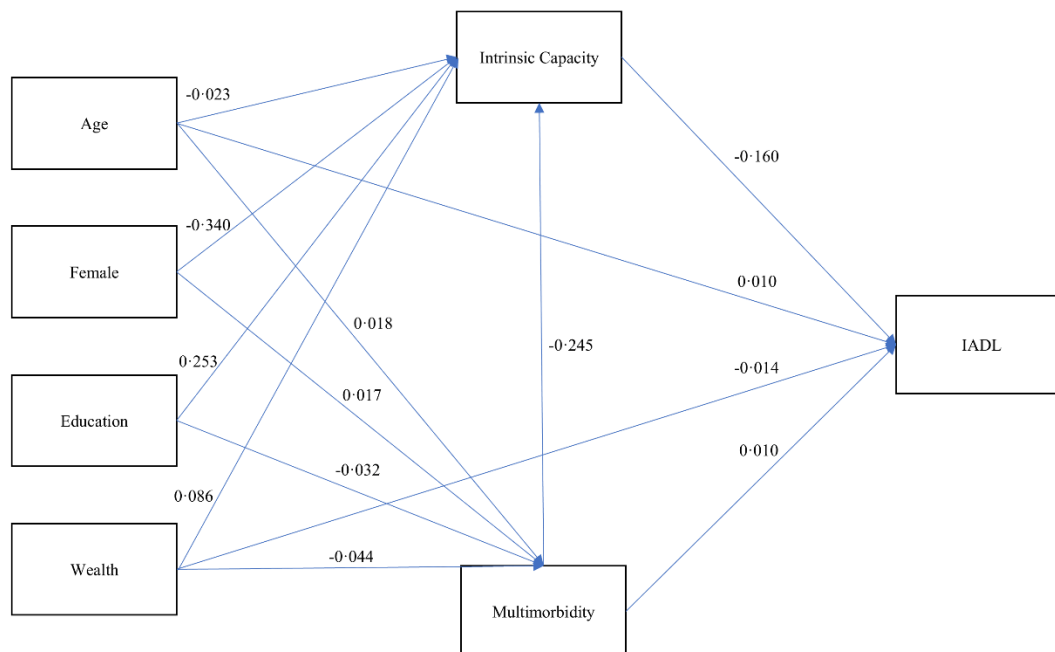 Intrinsic Capacity
-0·023
Age
-0·160
-0·340
Female
0·010
0·018
IADL
-0·245
0·253
-0·014
0·017
Education
0·010
-0·032
0·086
Wealth
-0·044
Multimorbidity